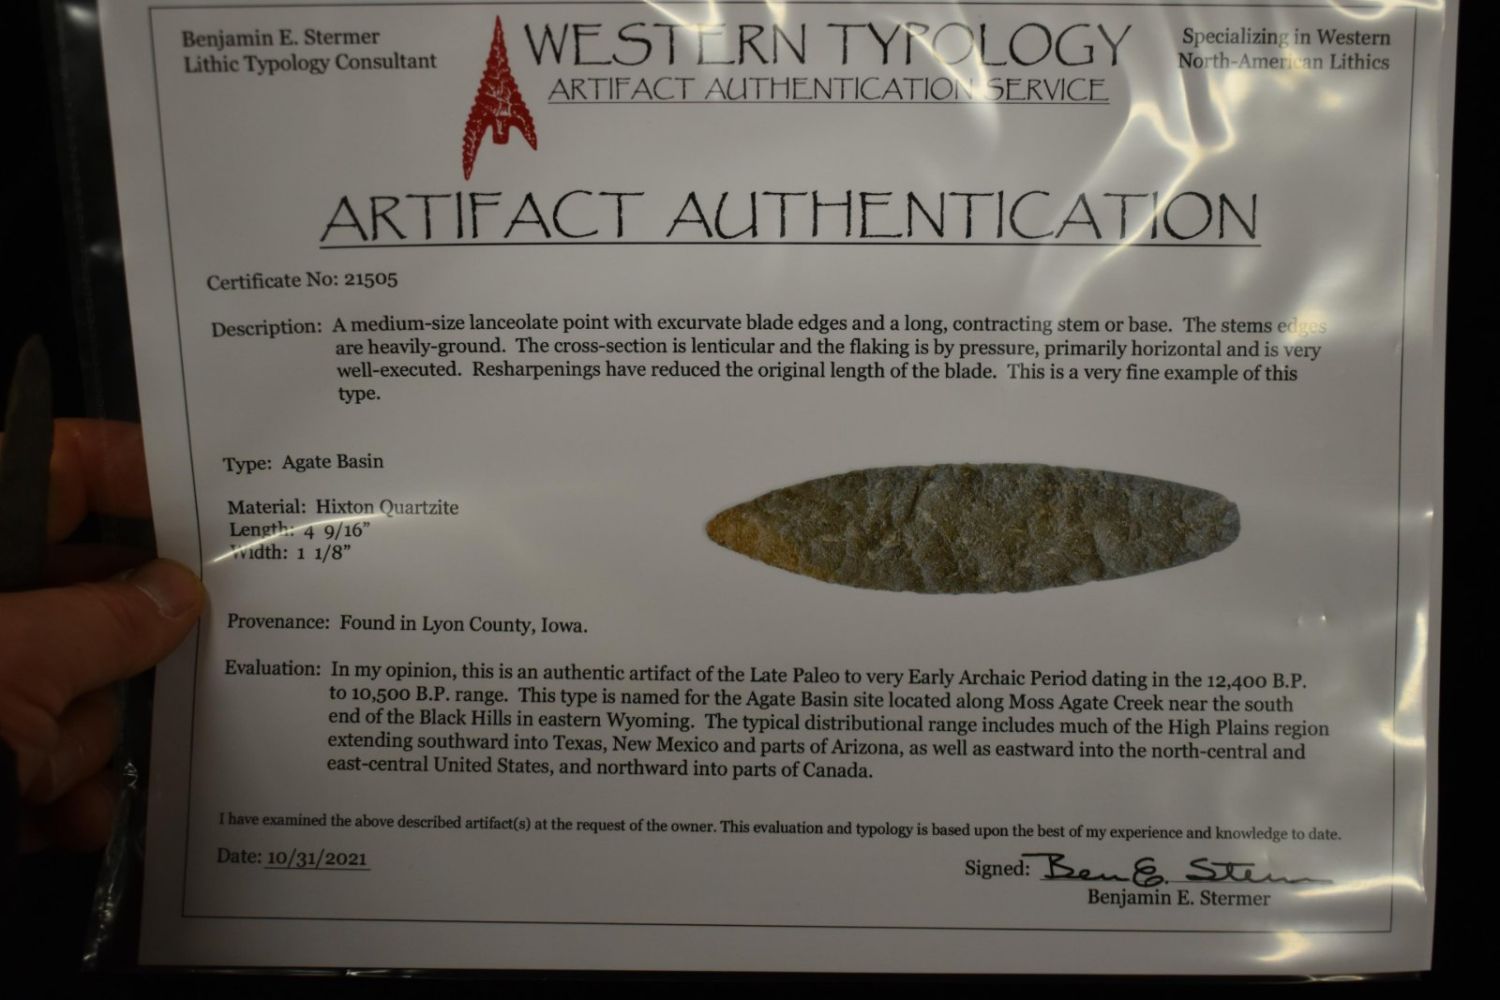 Benjamin E. Stermer
Lithic Typology Consultant
WESTERN TYPOLOGY
ARTIFACT AUTHENTICATION SERVICE
Specializing in Western
North-American Lithics
ARTIFACT AUTHENTICATION
Certificate No: 21505
Description: A medium-size lanceolate point with excurvate blade edges and a long, contracting stem or base. The stems edges
are heavily-ground. The cross-section is lenticular and the flaking is by pressure, primarily horizontal and is very
well-executed. Resharpenings have reduced the original length of the blade. This is a very fine example of this
type.
Type: Agate Basin
Material: Hixton Quartzite
Length: 4 9/16"
Width: 1 1/8"
Provenance: Found in Lyon County, Iowa.
Evaluation: In my opinion, this is an authentic artifact of the Late Paleo to very Early Archaic Period dating in the 12,400 B.P.
to 10,500 B.P. range. This type is named for the Agate Basin site located along Moss Agate Creek near the south
end of the Black Hills in eastern Wyoming. The typical distributional range includes much of the High Plains region
extending southward into Texas, New Mexico and parts of Arizona, as well as eastward into the north-central and
east-central United States, and northward into parts of Canada.
I have examined the above described artifact(s) at the request of the owner. This evaluation and typology is based upon the best of my experience and knowledge to date.
Date: 10/31/2021
Signed: Ben E. Stermer
Benjamin E. Stermer